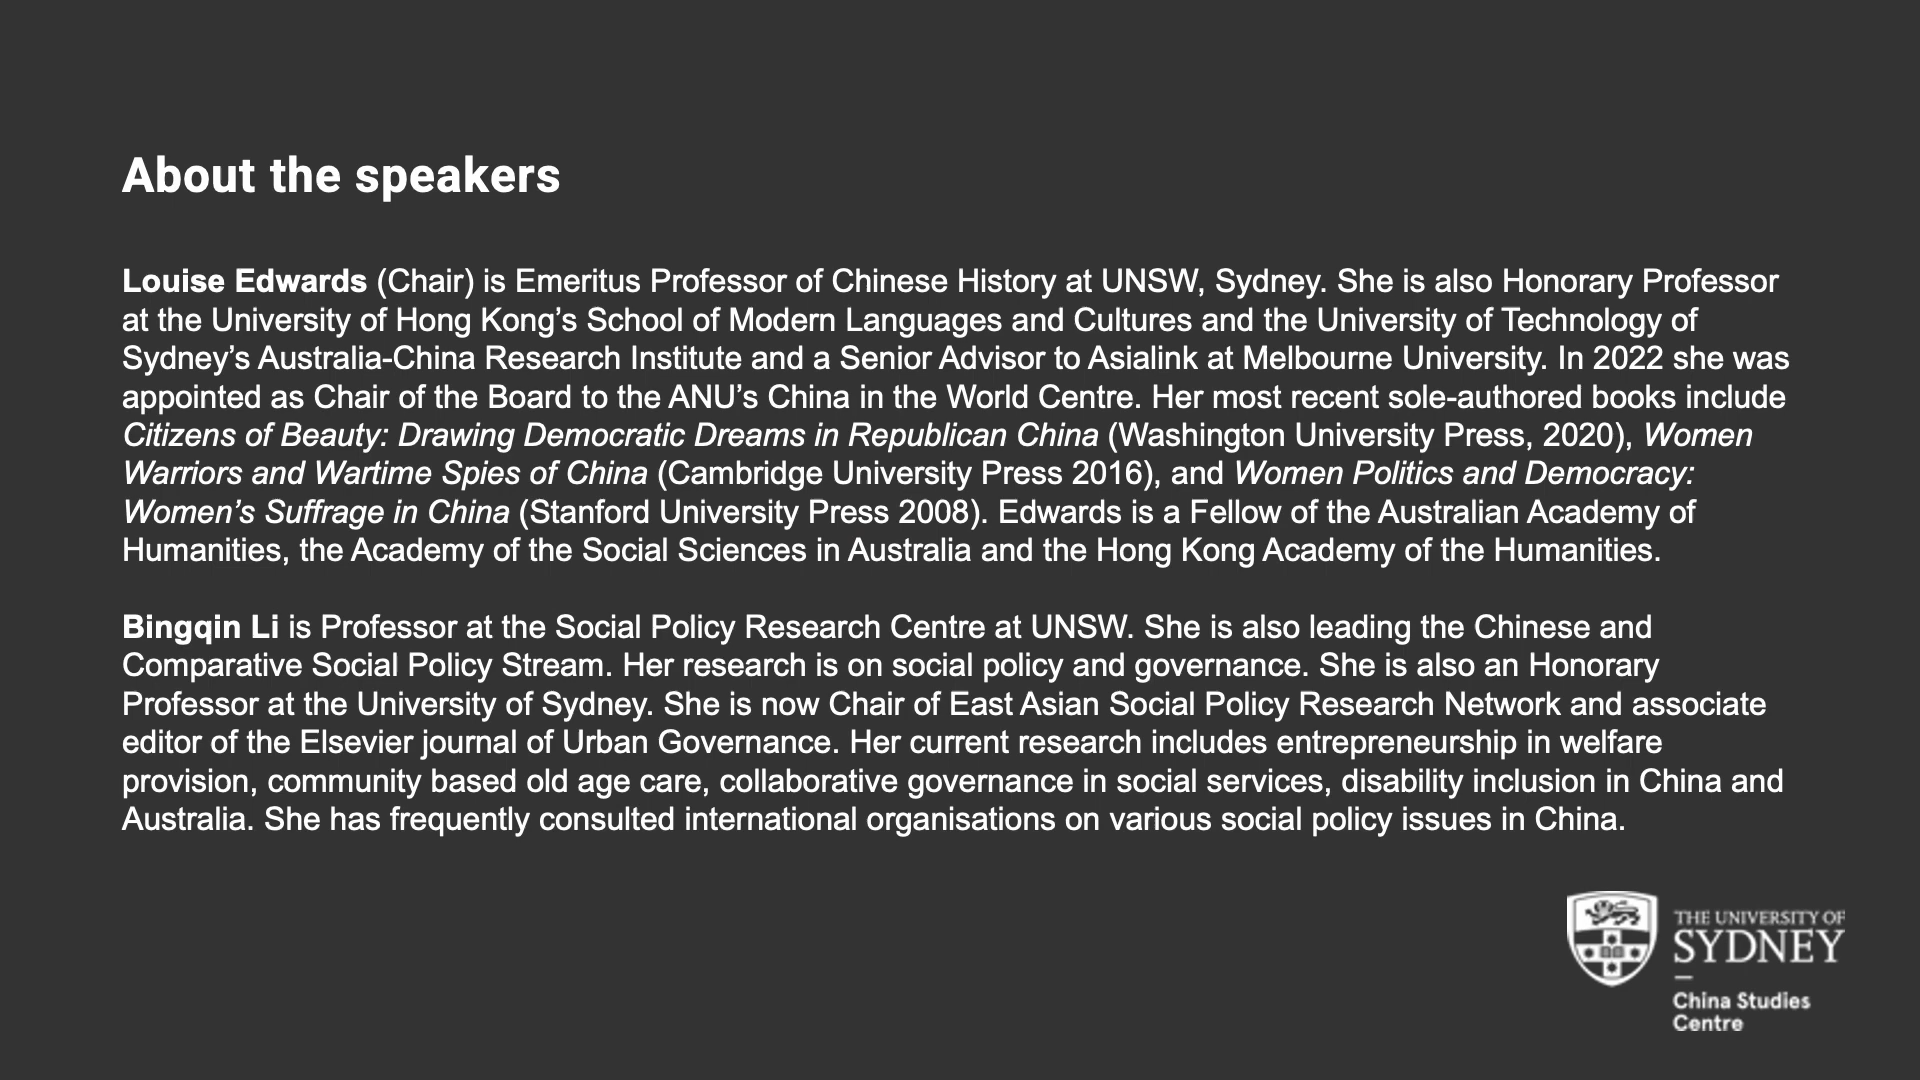 About the speakers
Louise Edwards (Chair) is Emeritus Professor of Chinese History at UNSW, Sydney. She is also Honorary Professor
at the University of Hong Kong’s School of Modern Languages and Cultures and the University of Technology of
Sydney’s Australia-China Research Institute and a Senior Advisor to Asialink at Melbourne University. In 2022 she was
appointed as Chair of the Board to the ANU’s China in the World Centre. Her most recent sole-authored books include
Citizens of Beauty: Drawing Democratic Dreams in Republican China (Washington University Press, 2020), Women
Warriors and Wartime Spies of China (Cambridge University Press 2016), and Women Politics and Democracy:
Women’s Suffrage in China (Stanford University Press 2008). Edwards is a Fellow of the Australian Academy of
Humanities, the Academy of the Social Sciences in Australia and the Hong Kong Academy of the Humanities.
Bingqin Li is Professor at the Social Policy Research Centre at UNSW. She is also leading the Chinese and
Comparative Social Policy Stream. Her research is on social policy and governance. She is also an Honorary
Professor at the University of Sydney. She is now Chair of East Asian Social Policy Research Network and associate
editor of the Elsevier journal of Urban Governance. Her current research includes entrepreneurship in welfare
provision, community based old age care, collaborative governance in social services, disability inclusion in China and
Australia. She has frequently consulted international organisations on various social policy issues in China.
THE UNIVERSITY OF
SYDNEY
China Studies
Centre